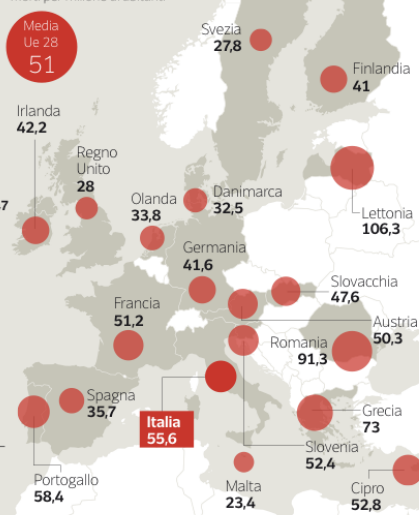 Media
Ue 28
51
Svezia
27,8
Finlandia
41
Irlanda
42,2
Regno
Unito
28
Olanda
33,8
Danimarca
32,5
Lettonia
106,3
Germania
41,6
Slovacchia
47,6
Francia
51,2
Austria
50,3
Romania
91,3
Spagna
35,7
Italia
55,6
Grecia
73
Slovenia
52,4
Portogallo
58,4
Malta
23,4
Cipro
52,8